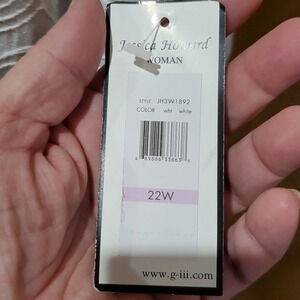 Jessica Howard
WOMAN
STYLE JH3W1892
COLOR wht white
22W
www.g-iii.com